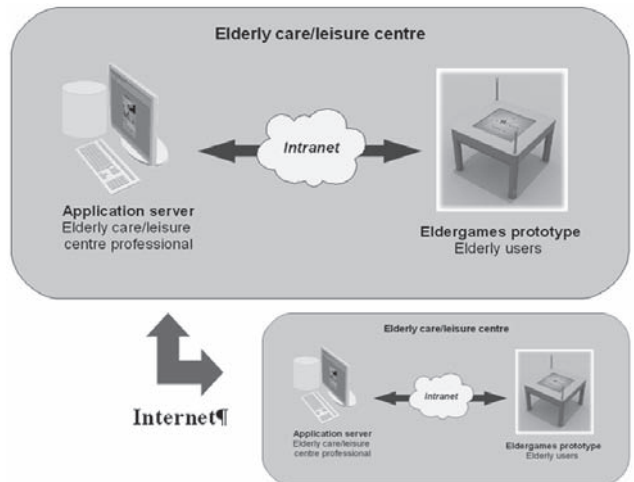 Elderly care/leisure centre
Intranet
Application server
Elderly care/leisure
centre professional
Eldergames prototype
Elderly users
Internet¶
Elderly care/leisure centre
Intranet
Application server
Elderly care/leisure
centre professional
Eldergames prototype
Elderly users